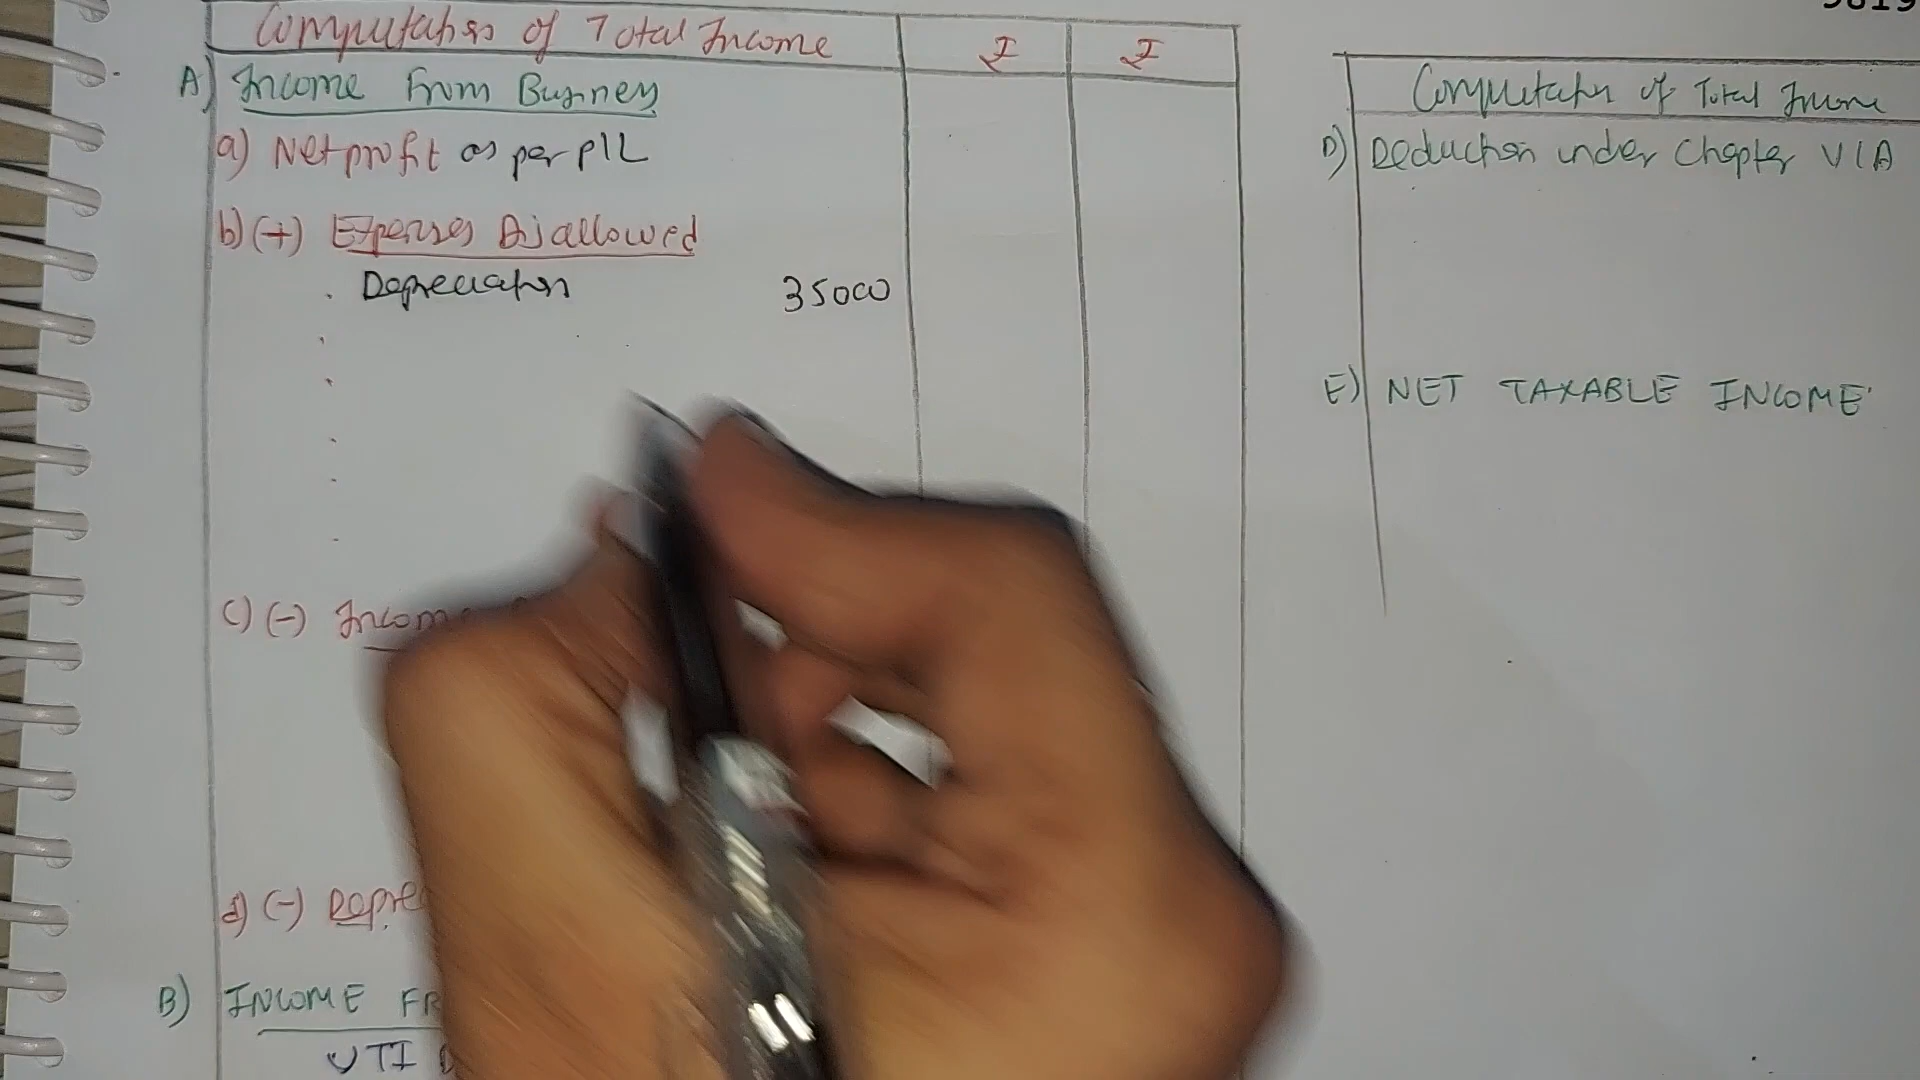 Computation of Total Income ₹ ₹
A) Income From Business
a) Net profit as per P/L
b) (+) Expenses Disallowed
Depreciation 35000
c) (-) Income
d) (-) Depre
B) INCOME FR
UTI
Computation of Total Income
D) Deduction under Chapter VIA
E) NET TAXABLE INCOME